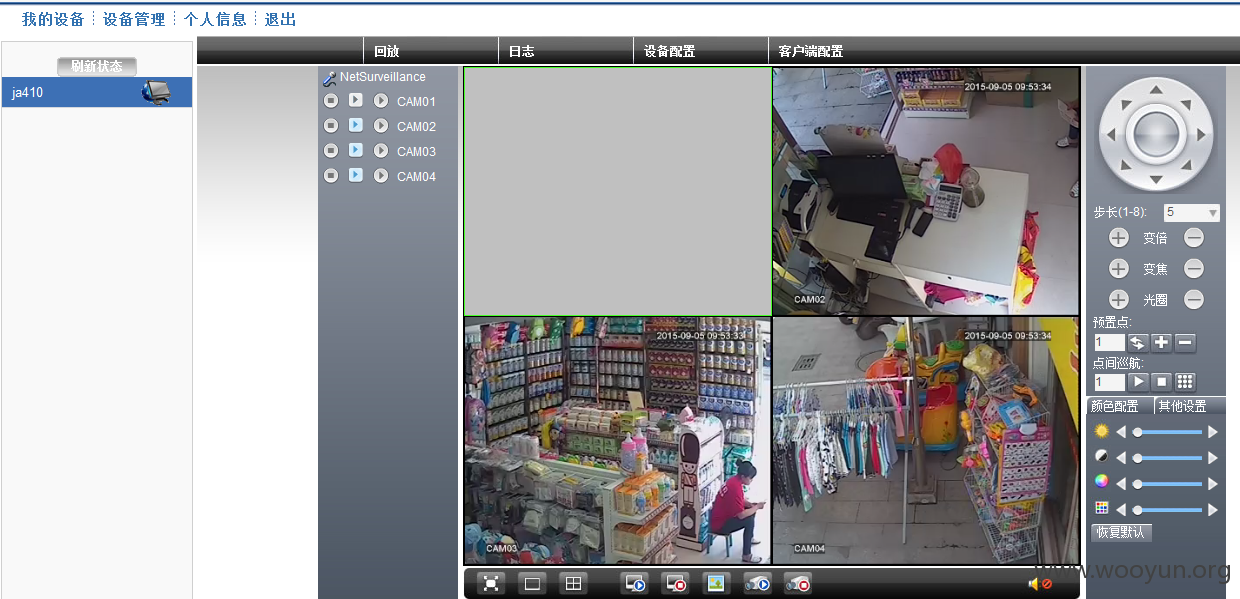 我的设备 设备管理 个人信息 退出
回放 日志 设备配置 客户端配置
刷新状态
ja410
NetSurveillance
CAM01
CAM02
CAM03
CAM04
2015-09-05 09:53:34
CAM02
2015-09-05 09:53:33
CAM03
2015-09-05 09:53:34
CAM04
步长(1-8): 5
变倍
变焦
光圈
预置点:
1
点间巡航:
1
颜色配置 其他设置
恢复默认
www.wooyun.org